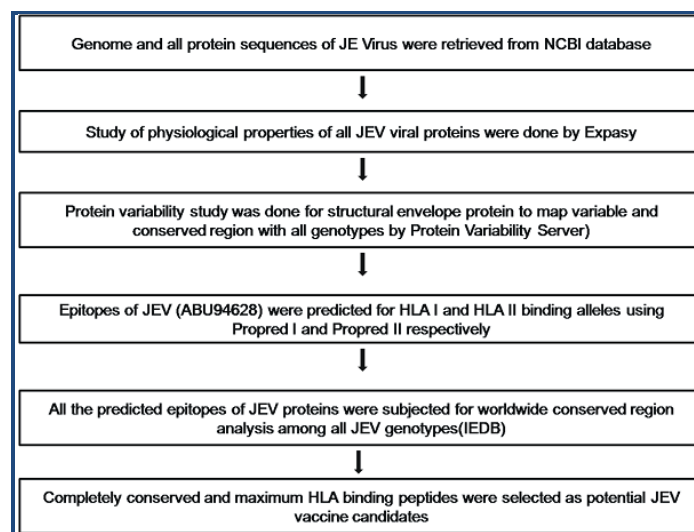 Genome and all protein sequences of JE Virus were retrieved from NCBI database
Study of physiological properties of all JEV viral proteins were done by Expasy
Protein variability study was done for structural envelope protein to map variable and
conserved region with all genotypes by Protein Variability Server)
Epitopes of JEV (ABU94628) were predicted for HLA I and HLA II binding alleles using
Propred I and Propred II respectively
All the predicted epitopes of JEV proteins were subjected for worldwide conserved region
analysis among all JEV genotypes(IEDB)
Completely conserved and maximum HLA binding peptides were selected as potential JEV
vaccine candidates